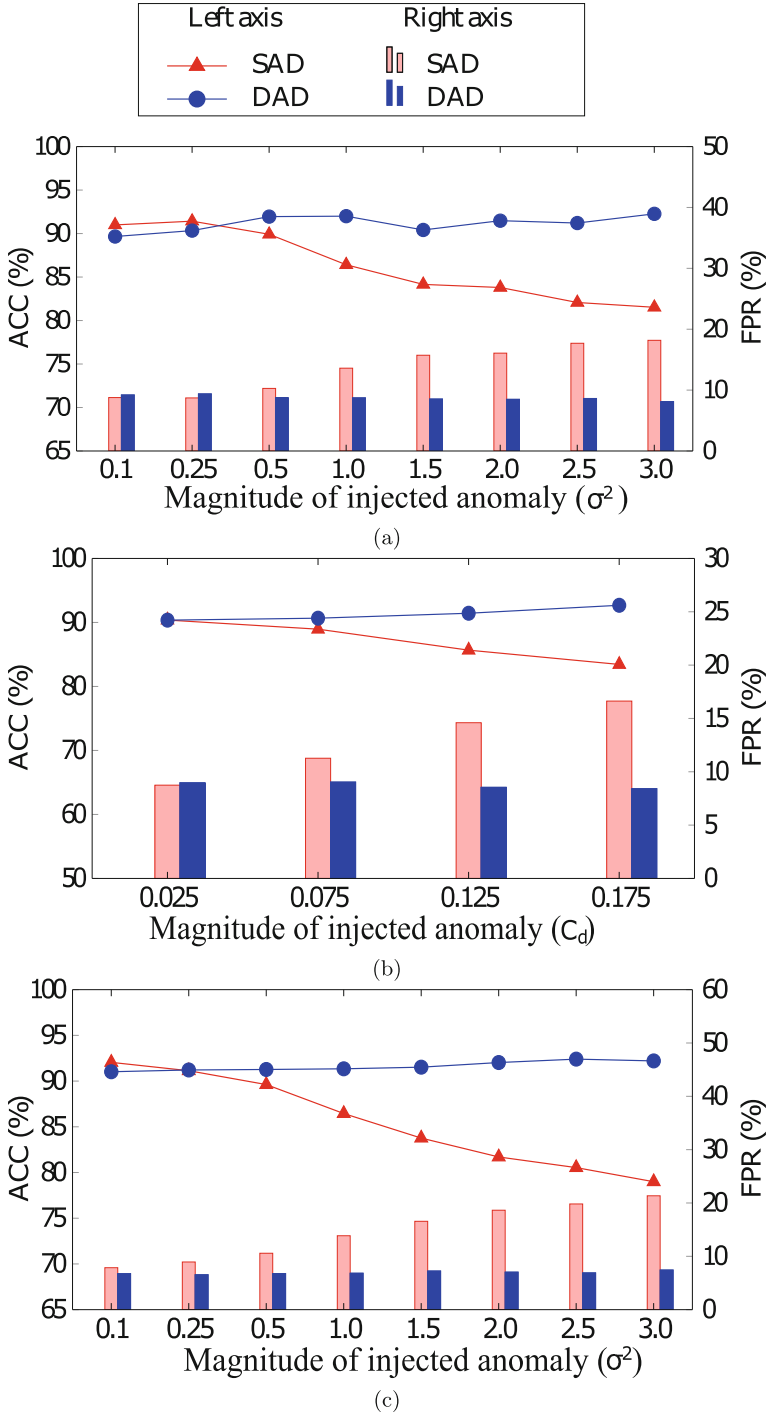 Left axis Right axis
SAD SAD
DAD DAD
100 50
95
90 40
85 30
80 20
75
70 10
65 0
ACC (%)
FPR (%)
0.1 0.25 0.5 1.0 1.5 2.0 2.5 3.0
Magnitude of injected anomaly (σ²)
(a)
100 30
90 25
80 20
70 15
10
60 5
50 0
ACC (%)
FPR (%)
0.025 0.075 0.125 0.175
Magnitude of injected anomaly (C_d)
(b)
100 60
95 50
90 40
85 30
80
75 20
70 10
65 0
ACC (%)
FPR (%)
0.1 0.25 0.5 1.0 1.5 2.0 2.5 3.0
Magnitude of injected anomaly (σ²)
(c)